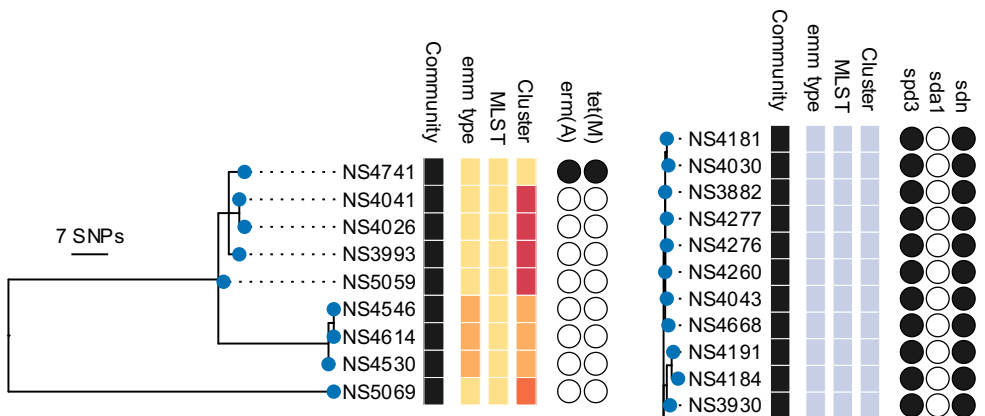 Community
emm type
MLST
Cluster
erm(A)
tet(M)
7 SNPs
NS4741
NS4041
NS4026
NS3993
NS5059
NS4546
NS4614
NS4530
NS5069
Community
emm type
MLST
Cluster
spd3
sda1
sdn
NS4181
NS4030
NS3882
NS4277
NS4276
NS4260
NS4043
NS4668
NS4191
NS4184
NS3930